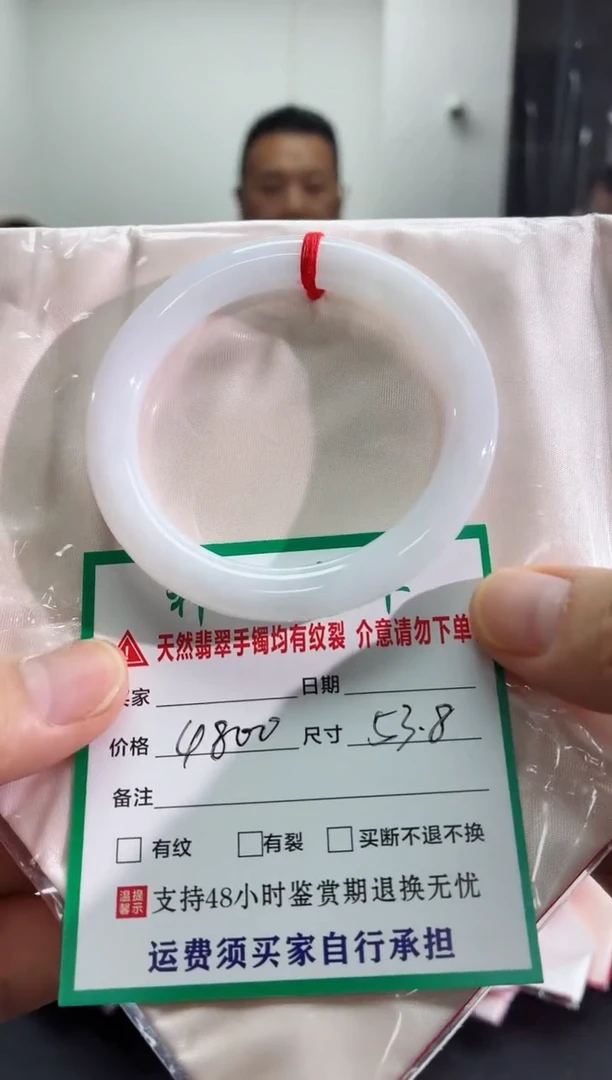 天然翡翠手镯均有纹裂 介意请勿下单
家 日期
价格 4800 尺寸 53.8
备注
有纹 有裂 买断不退不换
温馨提示 支持48小时鉴赏期退换无忧
运费须买家自行承担